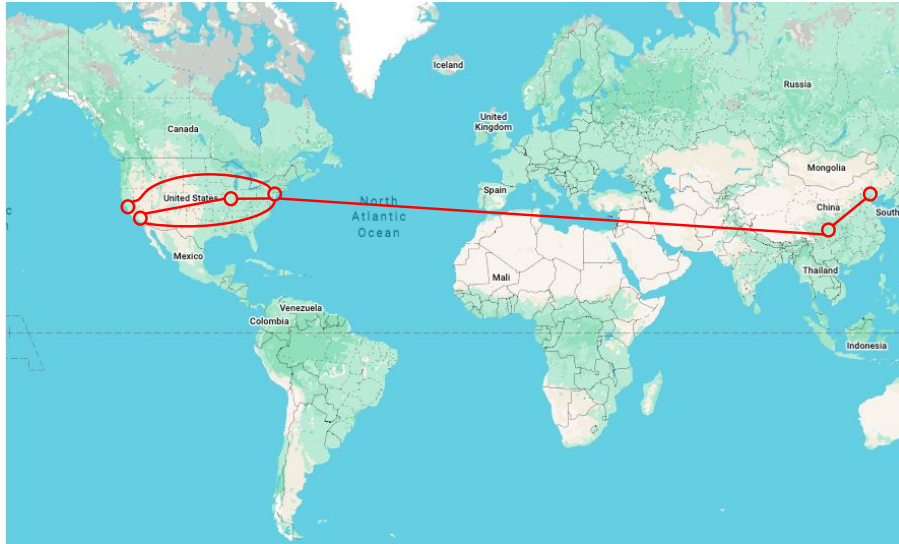 Iceland
Russia
Canada
United
Kingdom
Mongolia
United States
Spain
North
Atlantic
Ocean
China
South
Mexico
Mali
Thailand
Venezuela
Colombia
Indonesia